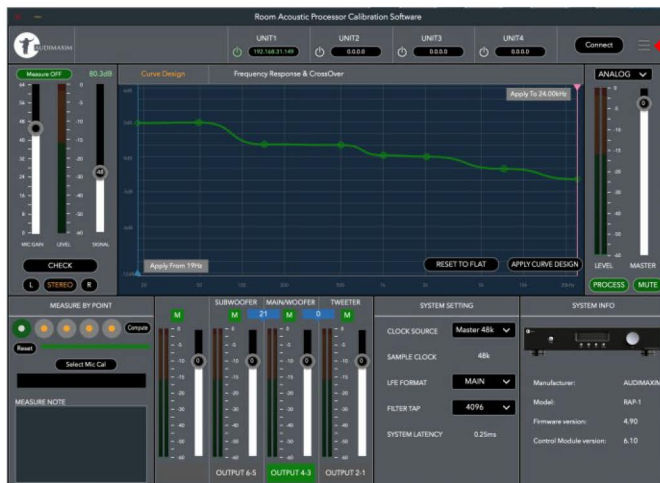 Room Acoustic Processor Calibration Software
AUDIMAXIM
UNIT1
UNIT2
UNIT3
UNIT4
192.168.31.149
0.0.0.0
0.0.0.0
0.0.0.0
Connect
Measure OFF
80.3dB
Curve Design
Frequency Response & CrossOver
ANALOG
Apply To 24.00kHz
Apply From 19Hz
RESET TO FLAT
APPLY CURVE DESIGN
MIC GAIN
LEVEL
SIGNAL
LEVEL
MASTER
CHECK
L
STEREO
R
PROCESS
MUTE
MEASURE BY POINT
Compute
Reset
Select Mic Cal
MEASURE NOTE
SUBWOOFER
MAIN/WOOFER
TWEETER
M
21
M
0
M
OUTPUT 6-5
OUTPUT 4-3
OUTPUT 2-1
SYSTEM SETTING
CLOCK SOURCE
Master 48k
SAMPLE CLOCK
48k
LFE FORMAT
MAIN
FILTER TAP
4096
SYSTEM LATENCY
0.25ms
SYSTEM INFO
Manufacturer:
AUDIMAXIM
Model:
RAP-1
Firmware version:
4.90
Control Module version:
6.10